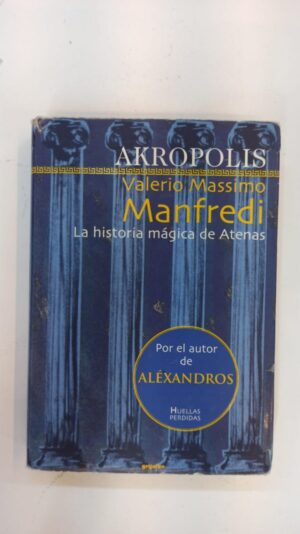 AKROPOLIS
Valerio Massimo
Manfredi
La historia mágica de Atenas
Por el autor
de
ALÉXANDROS
HUELLAS
PERDIDAS
grijalbo